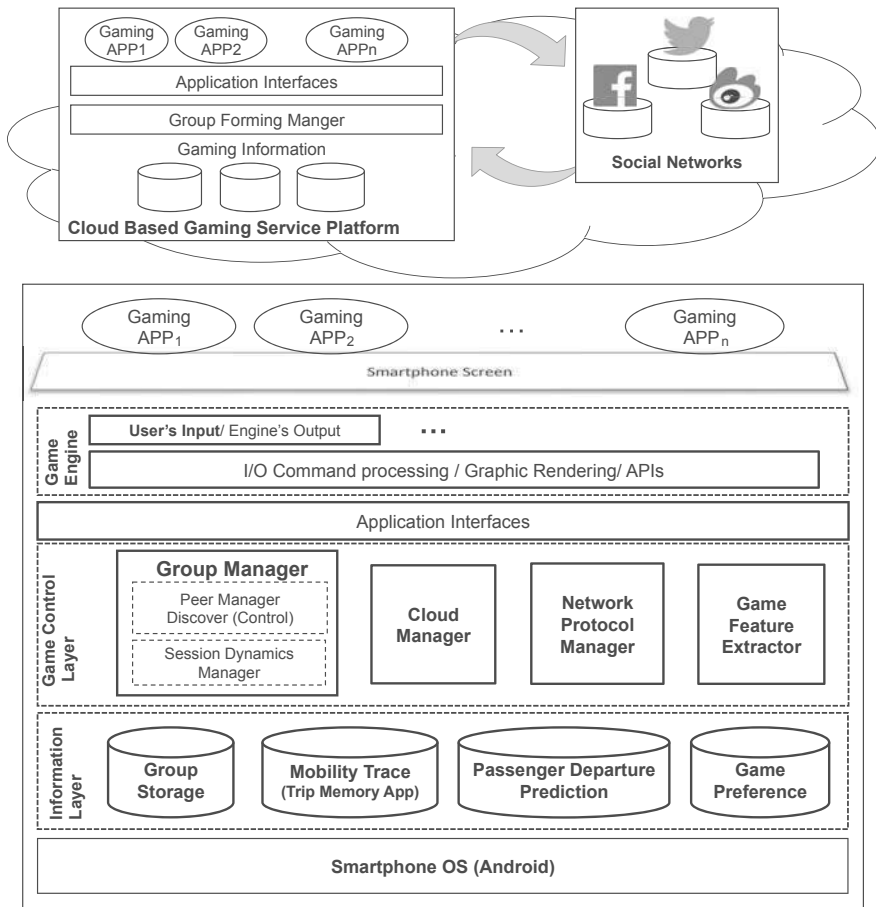 Gaming
APP1
Gaming
APP2
Gaming
APPn
Application Interfaces
Group Forming Manger
Gaming Information
Cloud Based Gaming Service Platform
f
Social Networks
Gaming
APP1
Gaming
APP2
...
Gaming
APPn
Smartphone Screen
Game
Engine
User's Input/ Engine's Output
...
I/O Command processing / Graphic Rendering/ APIs
Application Interfaces
Game Control
Layer
Group Manager
Peer Manager
Discover (Control)
Session Dynamics
Manager
Cloud
Manager
Network
Protocol
Manager
Game
Feature
Extractor
Information
Layer
Group
Storage
Mobility Trace
(Trip Memory App)
Passenger Departure
Prediction
Game
Preference
Smartphone OS (Android)